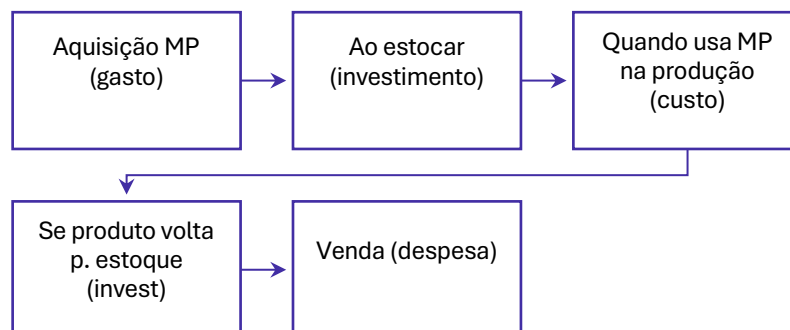 Aquisição MP
(gasto)
Ao estocar
(investimento)
Quando usa MP
na produção
(custo)
Se produto volta
p. estoque
(invest)
Venda (despesa)